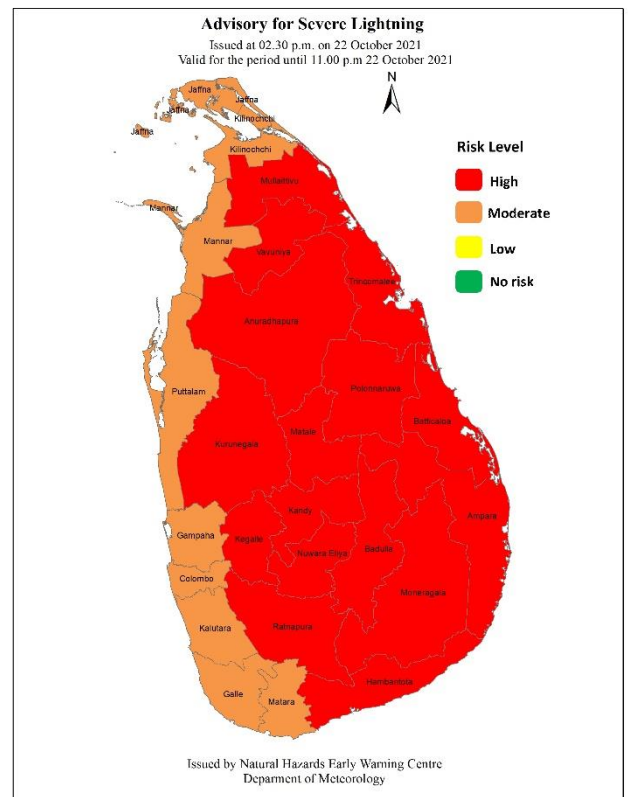 Advisory for Severe Lightning
Issued at 02.30 p.m. on 22 October 2021
Valid for the period until 11.00 p.m 22 October 2021
N
Jaffna
Jaffna
Jaffna
Kilinochchi
Jaffna
Kilinochchi
Risk Level
High
Moderate
Low
No risk
Mullaittivu
Mannar
Mannar
Vavuniya
Trincomalee
Anuradhapura
Puttalam
Polonnaruwa
Batticaloa
Matale
Kurunegala
Kandy
Ampara
Gampaha
Kegalle
Nuwara Eliya
Badulla
Colombo
Moneragala
Kalutara
Ratnapura
Hambantota
Galle
Matara
Issued by Natural Hazards Early Warning Centre
Deparment of Meteorology